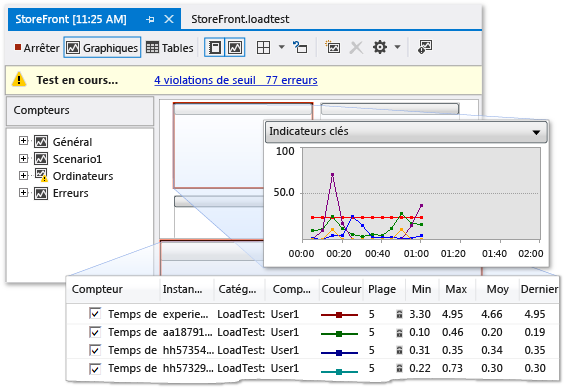 StoreFront [11:25 AM] StoreFront.loadtest
Arrêter Graphiques Tables
Test en cours... 4 violations de seuil 77 erreurs
Compteurs
Général
Scenario1
Ordinateurs
Erreurs
Indicateurs clés
100
50.0
00:00 00:20 00:40 01:00 01:20 01:40 02:00
Compteur Instan... Catég... Comp... Couleur Plage Min Max Moy Dernier
Temps de experie... LoadTest: User1 5 3.30 4.95 4.66 4.95
Temps de aa18791... LoadTest: User1 5 0.10 0.46 0.20 0.19
Temps de hh57354... LoadTest: User1 5 0.31 0.35 0.34 0.35
Temps de hh57329... LoadTest: User1 5 0.22 0.73 0.30 0.30